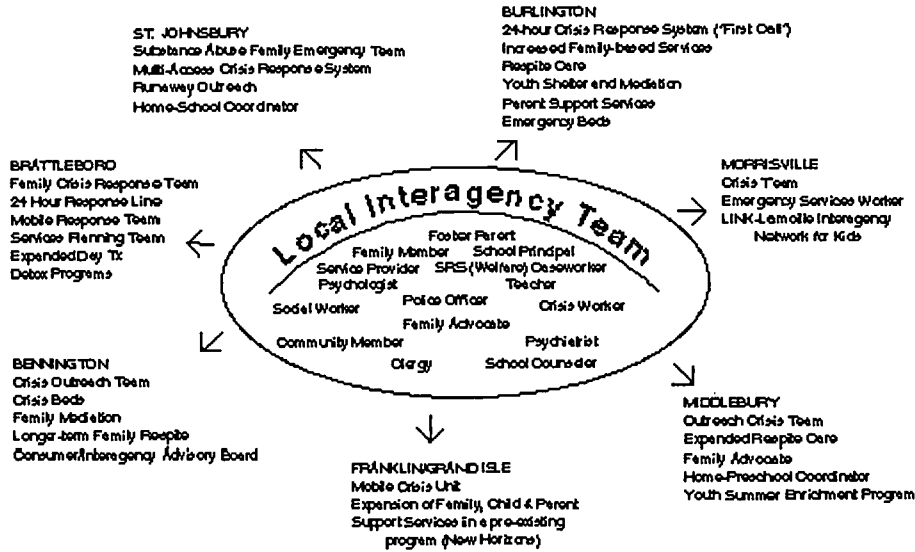 ST. JOHNSBURY
Substance Abuse Family Emergency Team
Multi-Access Crisis Response System
Runaway Outreach
Home-School Coordinator
BURLINGTON
24-hour Crisis Response System ("First Call")
Increased Family-based Services
Respite Care
Youth Shelter and Mediation
Parent Support Services
Emergency Beds
BRATTLEBORO
Family Crisis Response Team
24 Hour Response Line
Mobile Response Team
Services Planning Team
Expanded Day Tx
Detox Programs
MORRISVILLE
Crisis Team
Emergency Services Worker
LINK-Lamoille Interagency
Network for Kids
Local Interagency Team
Foster Parent
Family Member School Principal
Service Provider SRS (Welfare) Caseworker
Psychologist Teacher
Social Worker Police Officer Crisis Worker
Family Advocate
Community Member Psychiatrist
Clergy School Counselor
BENNINGTON
Crisis Outreach Team
Crisis Beds
Family Mediation
Longer-term Family Respite
Consumer/Interagency Advisory Board
FRANKLIN/GRAND ISLE
Mobile Crisis Unit
Expansion of Family, Child & Parent
Support Services in a pre-existing
program (New Horizons)
MIDDLEBURY
Outreach Crisis Team
Expanded Respite Care
Family Advocate
Home-Preschool Coordinator
Youth Summer Enrichment Program